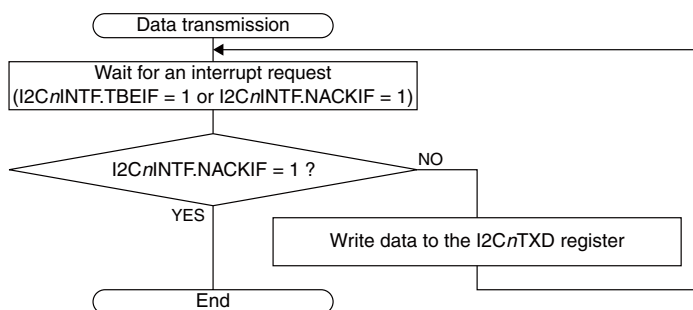 Data transmission
Wait for an interrupt request
(I2CnINTF.TBEIF = 1 or I2CnINTF.NACKIF = 1)
I2CnINTF.NACKIF = 1 ?
NO
YES
Write data to the I2CnTXD register
End